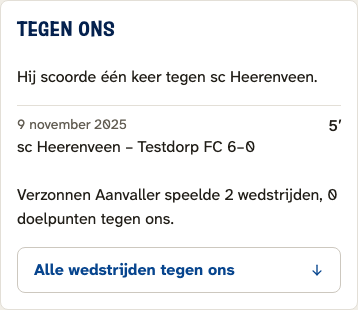 TEGEN ONS
Hij scoorde één keer tegen sc Heerenveen.
9 november 2025
5′
sc Heerenveen – Testdorp FC 6–0
Verzonnen Aanvaller speelde 2 wedstrijden, 0
doelpunten tegen ons.
Alle wedstrijden tegen ons ↓